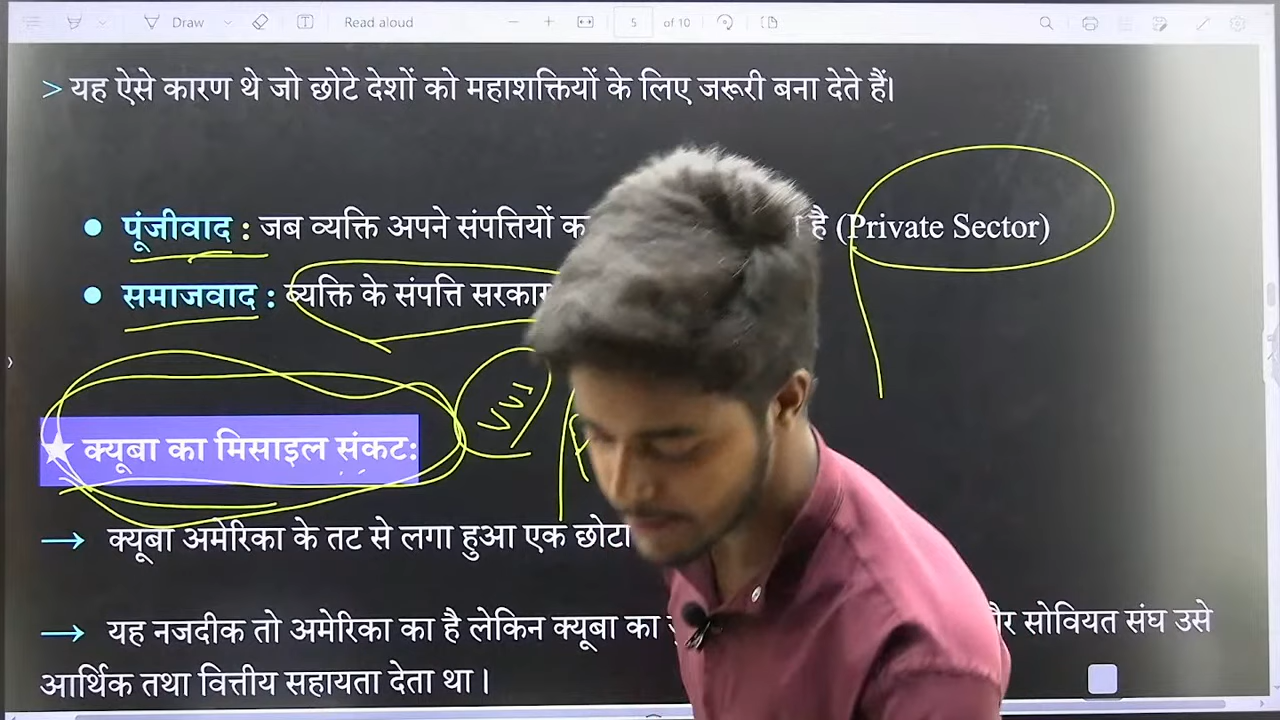 Draw
Read aloud
5 of 10
> यह ऐसे कारण थे जो छोटे देशों को महाशक्तियों के लिए जरूरी बना देते हैं।
• पूंजीवाद : जब व्यक्ति अपने संपत्तियों है (Private Sector)
• समाजवाद : व्यक्ति के संपत्ति
VVI
★ क्यूबा का मिसाइल संकट:
→ क्यूबा अमेरिका के तट से लगा हुआ एक छोटा
→ यह नजदीक तो अमेरिका का है लेकिन क्यूबा का सोवियत संघ उसे
आर्थिक तथा वित्तीय सहायता देता था।